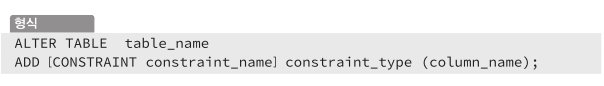 형식
ALTER TABLE  table_name
ADD [CONSTRAINT constraint_name] constraint_type (column_name);